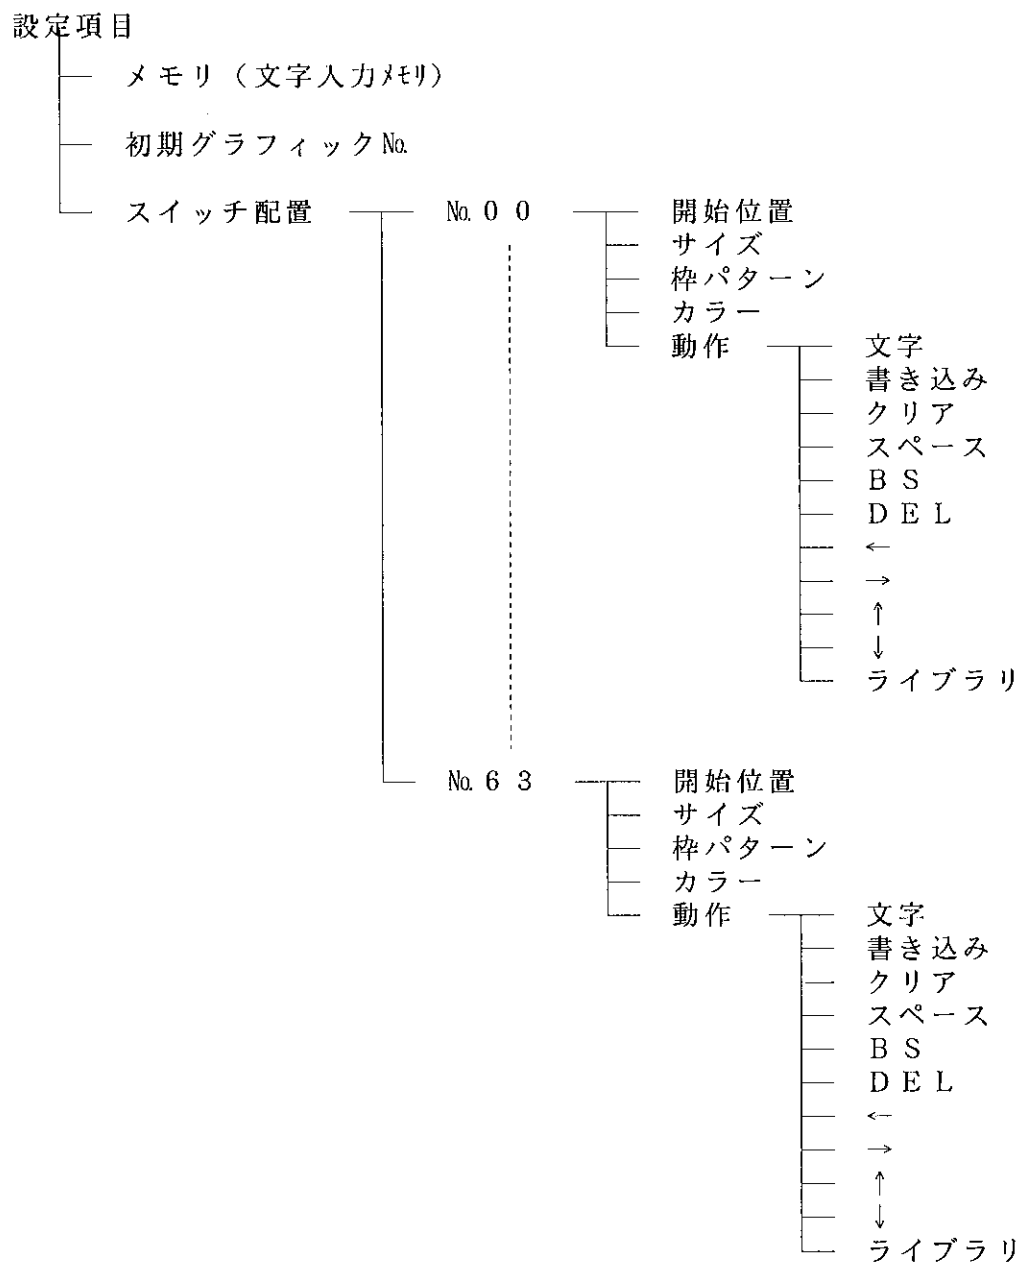 設定項目
メモリ（文字入力ﾒﾓﾘ）
初期グラフィック№
スイッチ配置 №００ 開始位置
サイズ
枠パターン
カラー
動作 文字
書き込み
クリア
スペース
ＢＳ
ＤＥＬ
←
→
↑
↓
ライブラリ
№６３ 開始位置
サイズ
枠パターン
カラー
動作 文字
書き込み
クリア
スペース
ＢＳ
ＤＥＬ
←
→
↑
↓
ライブラリ